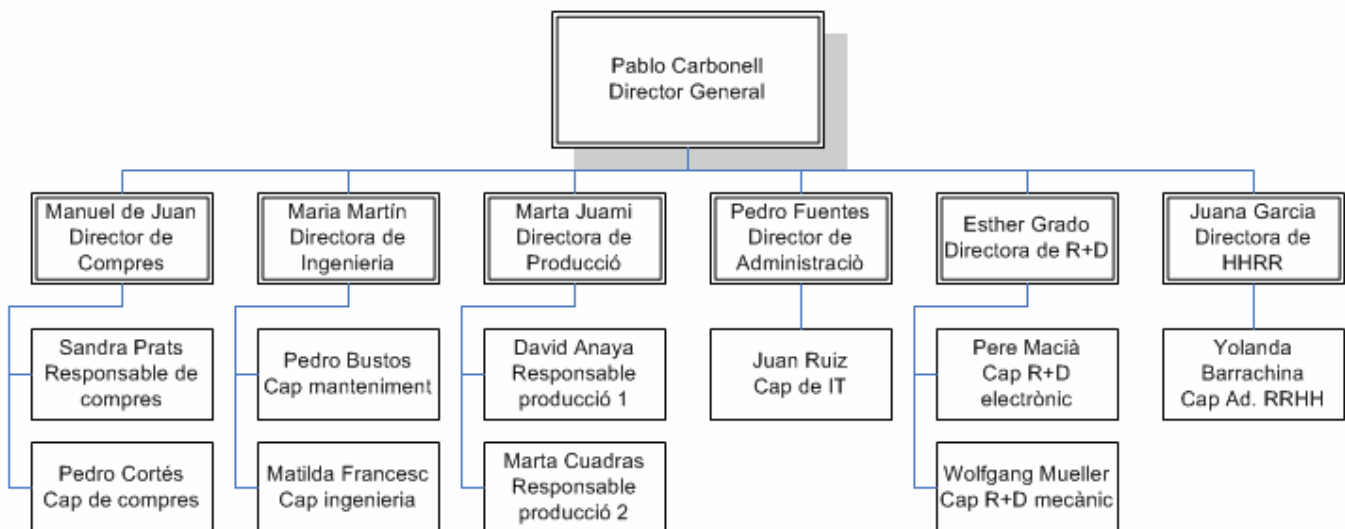 Pablo Carbonell
Director General
Manuel de Juan
Director de
Compres
Maria Martín
Directora de
Ingenieria
Marta Juami
Directora de
Producció
Pedro Fuentes
Director de
Administraciò
Esther Grado
Directora de R+D
Juana Garcia
Directora de
HHRR
Sandra Prats
Responsable de
compres
Pedro Bustos
Cap manteniment
David Anaya
Responsable
producció 1
Juan Ruiz
Cap de IT
Pere Macià
Cap R+D
electrònic
Yolanda
Barrachina
Cap Ad. RRHH
Pedro Cortés
Cap de compres
Matilda Francesc
Cap ingenieria
Marta Cuadras
Responsable
producció 2
Wolfgang Mueller
Cap R+D mecànic